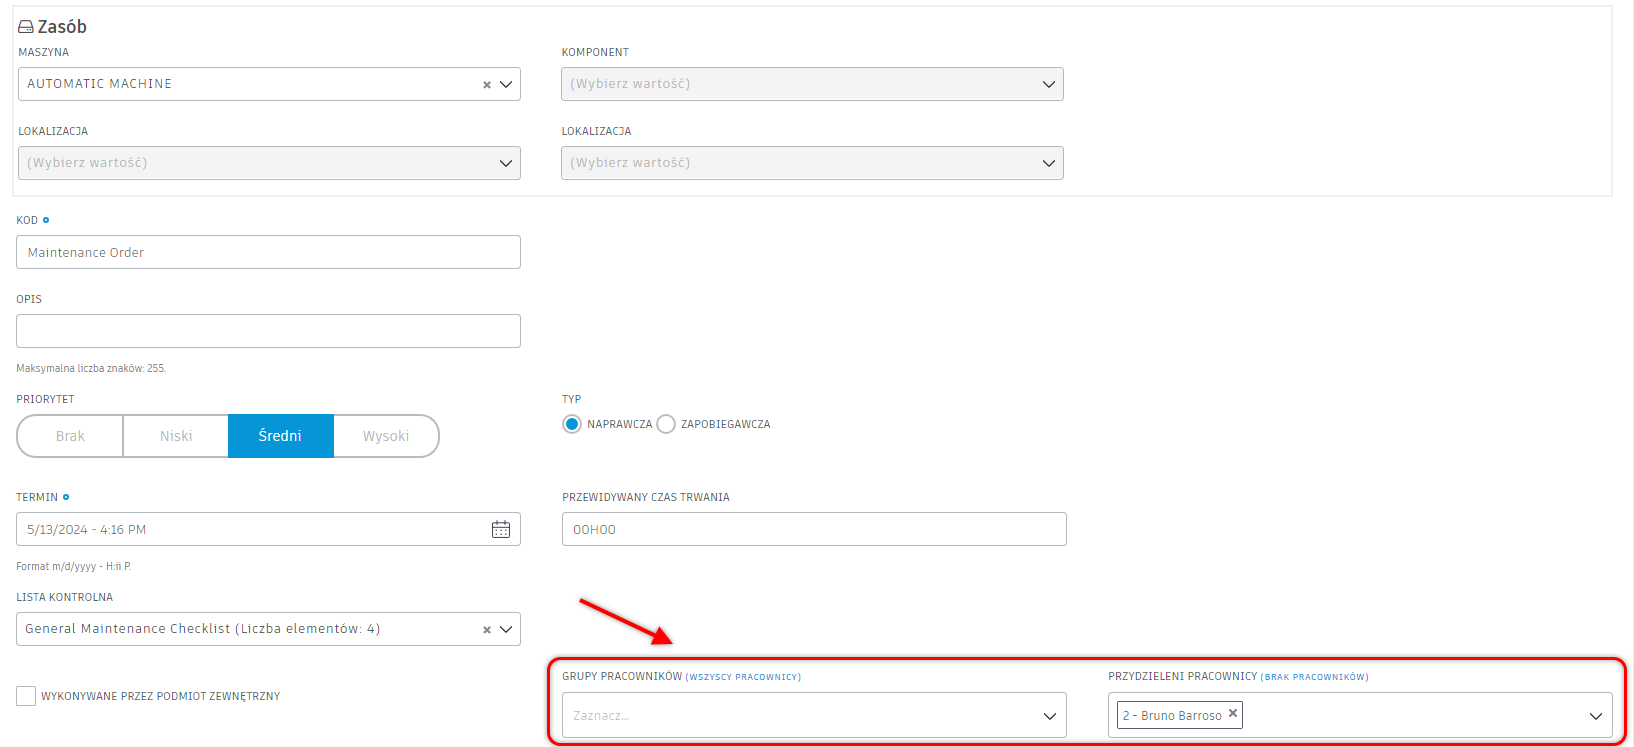 Zasób
MASZYNA
KOMPONENT
AUTOMATIC MACHINE
(Wybierz wartość)
LOKALIZACJA
LOKALIZACJA
(Wybierz wartość)
(Wybierz wartość)
KOD
Maintenance Order
OPIS
Maksymalna liczba znaków: 255.
PRIORYTET
TYP
Brak
Niski
Średni
Wysoki
NAPRAWCZA
ZAPOBIEGAWCZA
TERMIN
PRZEWIDYWANY CZAS TRWANIA
5/13/2024 - 4:16 PM
00H00
Format m/d/yyyy - H:ii P.
LISTA KONTROLNA
General Maintenance Checklist (Liczba elementów: 4)
WYKONYWANE PRZEZ PODMIOT ZEWNĘTRZNY
GRUPY PRACOWNIKÓW (WSZYSCY PRACOWNICY)
Zaznacz...
PRZYDZIELENI PRACOWNICY (BRAK PRACOWNIKÓW)
2 - Bruno Barroso